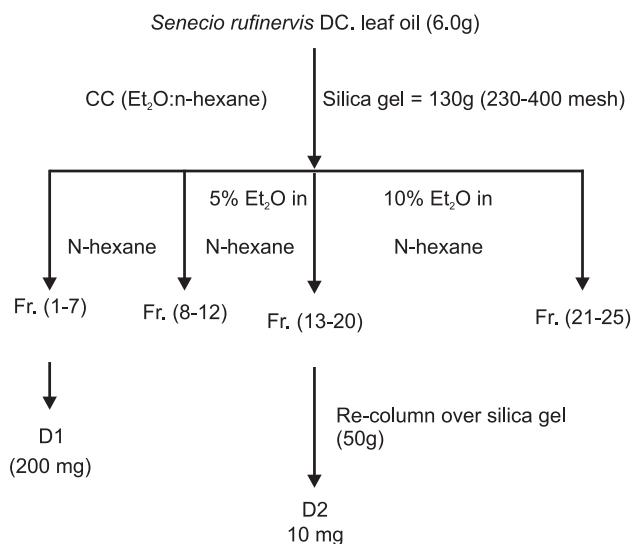 Senecio rufinervis DC. leaf oil (6.0g)
CC (Et₂O:n-hexane)
Silica gel = 130g (230-400 mesh)
5% Et₂O in
10% Et₂O in
N-hexane
N-hexane
N-hexane
Fr. (1-7)
Fr. (8-12)
Fr. (13-20)
Fr. (21-25)
Re-column over silica gel
(50g)
D1
(200 mg)
D2
10 mg